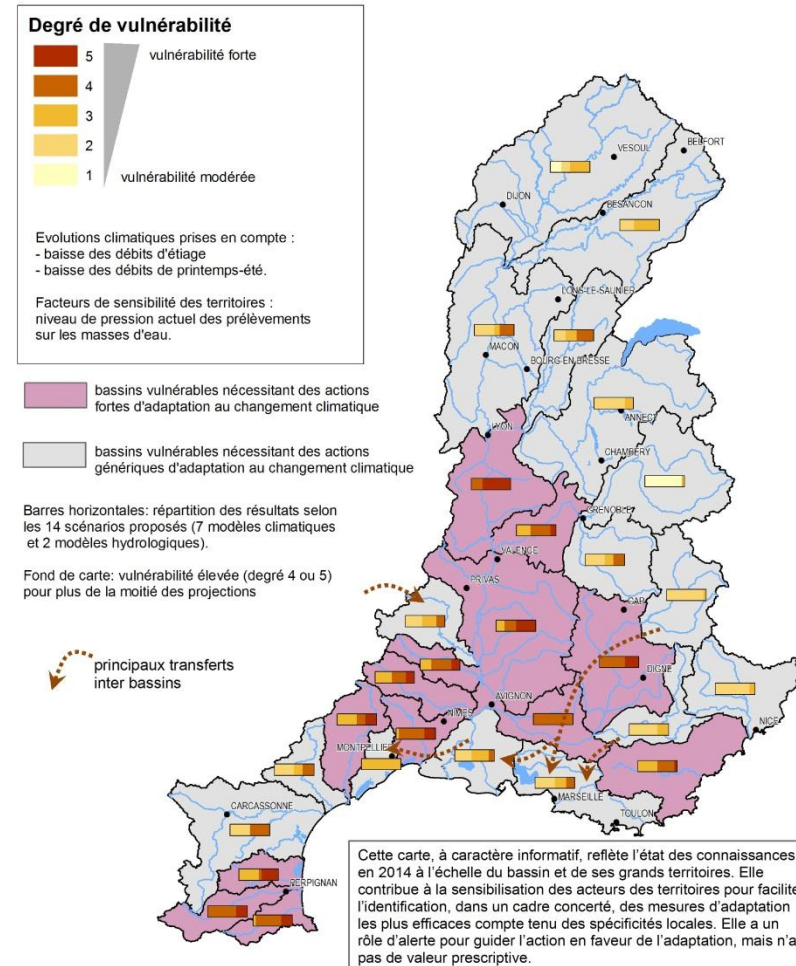 Degré de vulnérabilité
5 vulnérabilité forte
4
3
2
1 vulnérabilité modérée
Evolutions climatiques prises en compte :
- baisse des débits d'étiage
- baisse des débits de printemps-été.
Facteurs de sensibilité des territoires :
niveau de pression actuel des prélèvements
sur les masses d'eau.
bassins vulnérables nécessitant des actions
fortes d'adaptation au changement climatique
bassins vulnérables nécessitant des actions
génériques d'adaptation au changement climatique
Barres horizontales: répartition des résultats selon
les 14 scénarios proposés (7 modèles climatiques
et 2 modèles hydrologiques).
Fond de carte: vulnérabilité élevée (degré 4 ou 5)
pour plus de la moitié des projections
principaux transferts
inter bassins
VESOUL
BELFORT
DIJON
BESANCON
LONS-LE-SAUNIER
MACON
BOURG-EN-BRESSE
ANNECY
LYON
CHAMBERY
GRENOBLE
VALENCE
PRIVAS
GAP
DIGNE
AVIGNON
NIMES
NICE
MONTPELLIER
MARSEILLE
TOULON
CARCASSONNE
PERPIGNAN
Cette carte, à caractère informatif, reflète l'état des connaissances
en 2014 à l'échelle du bassin et de ses grands territoires. Elle
contribue à la sensibilisation des acteurs des territoires pour facilite
l'identification, dans un cadre concerté, des mesures d'adaptation
les plus efficaces compte tenu des spécificités locales. Elle a un
rôle d'alerte pour guider l'action en faveur de l'adaptation, mais n'a
pas de valeur prescriptive.